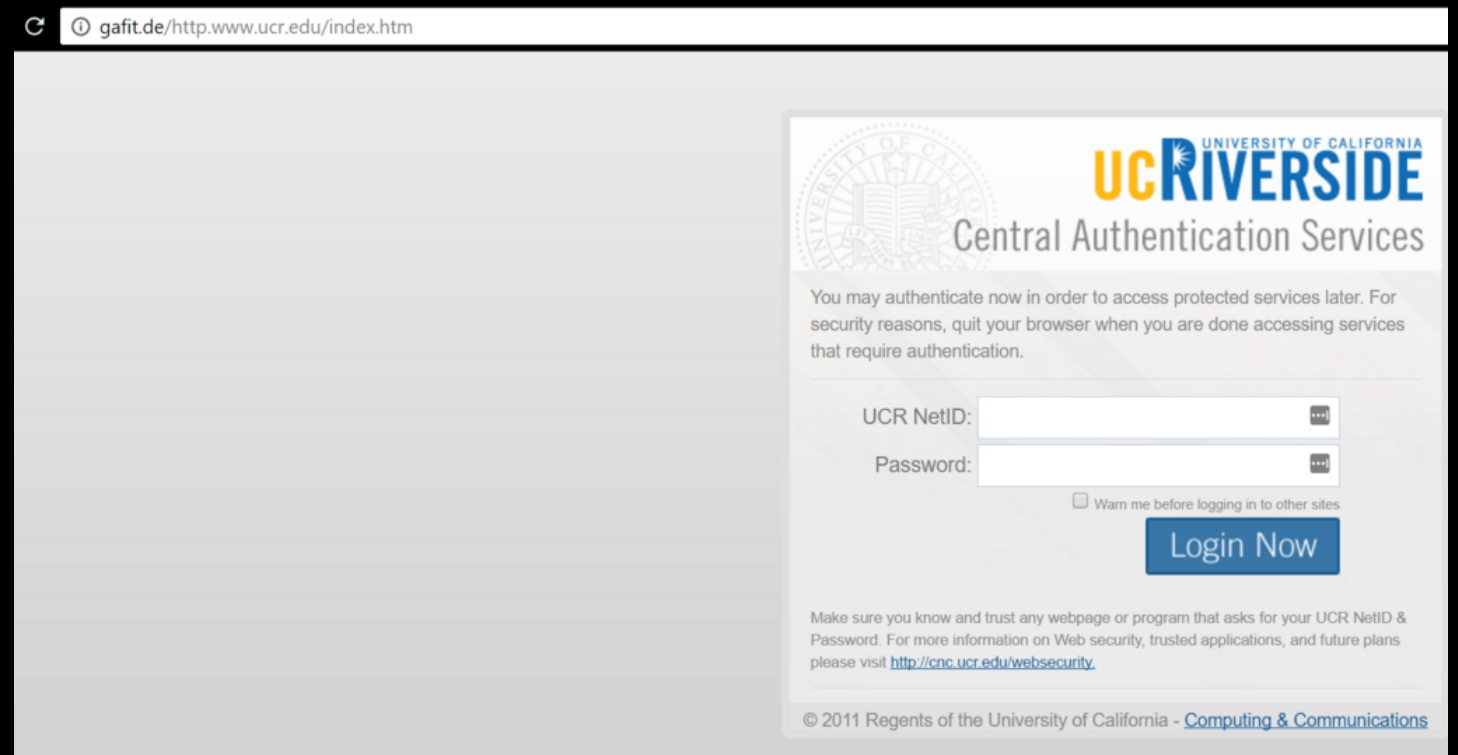 gafit.de/http.www.ucr.edu/index.htm
UNIVERSITY OF CALIFORNIA
UCRIVERSIDE
Central Authentication Services
You may authenticate now in order to access protected services later. For
security reasons, quit your browser when you are done accessing services
that require authentication.
UCR NetID:
Password:
Warn me before logging in to other sites
Login Now
Make sure you know and trust any webpage or program that asks for your UCR NetID &
Password. For more information on Web security, trusted applications, and future plans
please visit http://cnc.ucr.edu/websecurity.
© 2011 Regents of the University of California - Computing & Communications